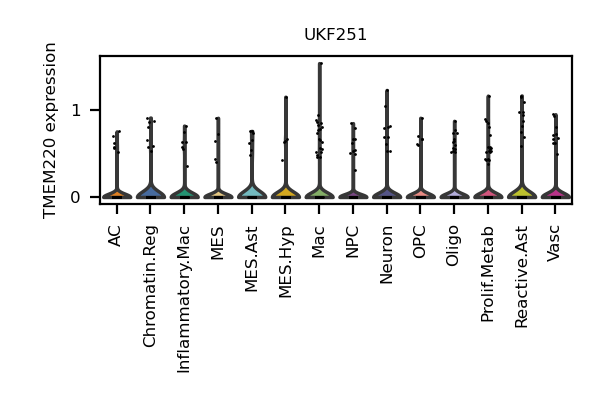 UKF251
TMEM220 expression
1
0
AC
Chromatin.Reg
Inflammatory.Mac
MES
MES.Ast
MES.Hyp
Mac
NPC
Neuron
OPC
Oligo
Prolif.Metab
Reactive.Ast
Vasc